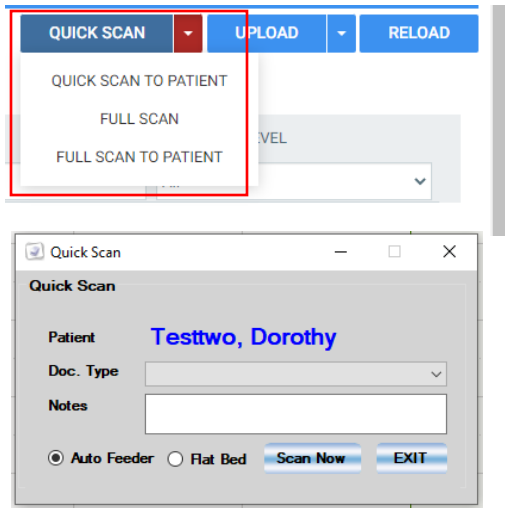 QUICK SCAN UPLOAD RELOAD
QUICK SCAN TO PATIENT
FULL SCAN
FULL SCAN TO PATIENT
Quick Scan
Quick Scan
Patient Testtwo, Dorothy
Doc. Type
Notes
Auto Feeder Flat Bed Scan Now EXIT